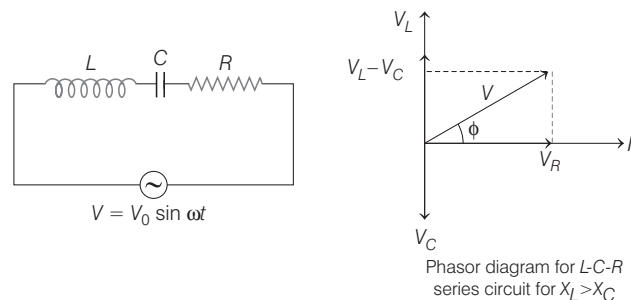 L
C
R
V = V₀ sin ωt
V_L
V_L – V_C
V
ϕ
V_R
I
V_C
Phasor diagram for L-C-R
series circuit for X_L>X_C